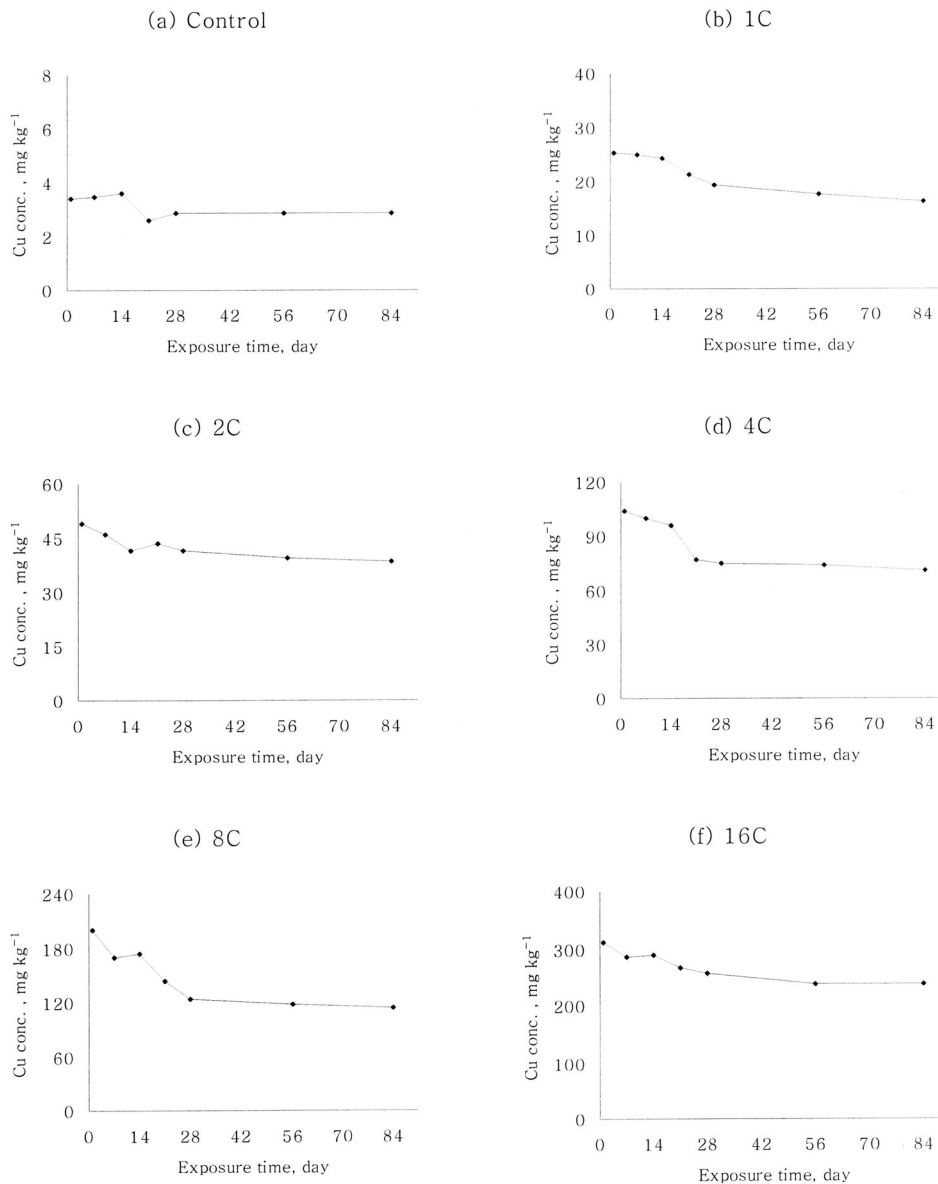 (a) Control
8
6
4
2
0
Cu conc. , mg kg⁻¹
0 14 28 42 56 70 84
Exposure time, day
(b) 1C
40
30
20
10
0
Cu conc. , mg kg⁻¹
0 14 28 42 56 70 84
Exposure time, day
(c) 2C
60
45
30
15
0
Cu conc. , mg kg⁻¹
0 14 28 42 56 70 84
Exposure time, day
(d) 4C
120
90
60
30
0
Cu conc. , mg kg⁻¹
0 14 28 42 56 70 84
Exposure time, day
(e) 8C
240
180
120
60
0
Cu conc. , mg kg⁻¹
0 14 28 42 56 70 84
Exposure time, day
(f) 16C
400
300
200
100
0
Cu conc. , mg kg⁻¹
0 14 28 42 56 70 84
Exposure time, day